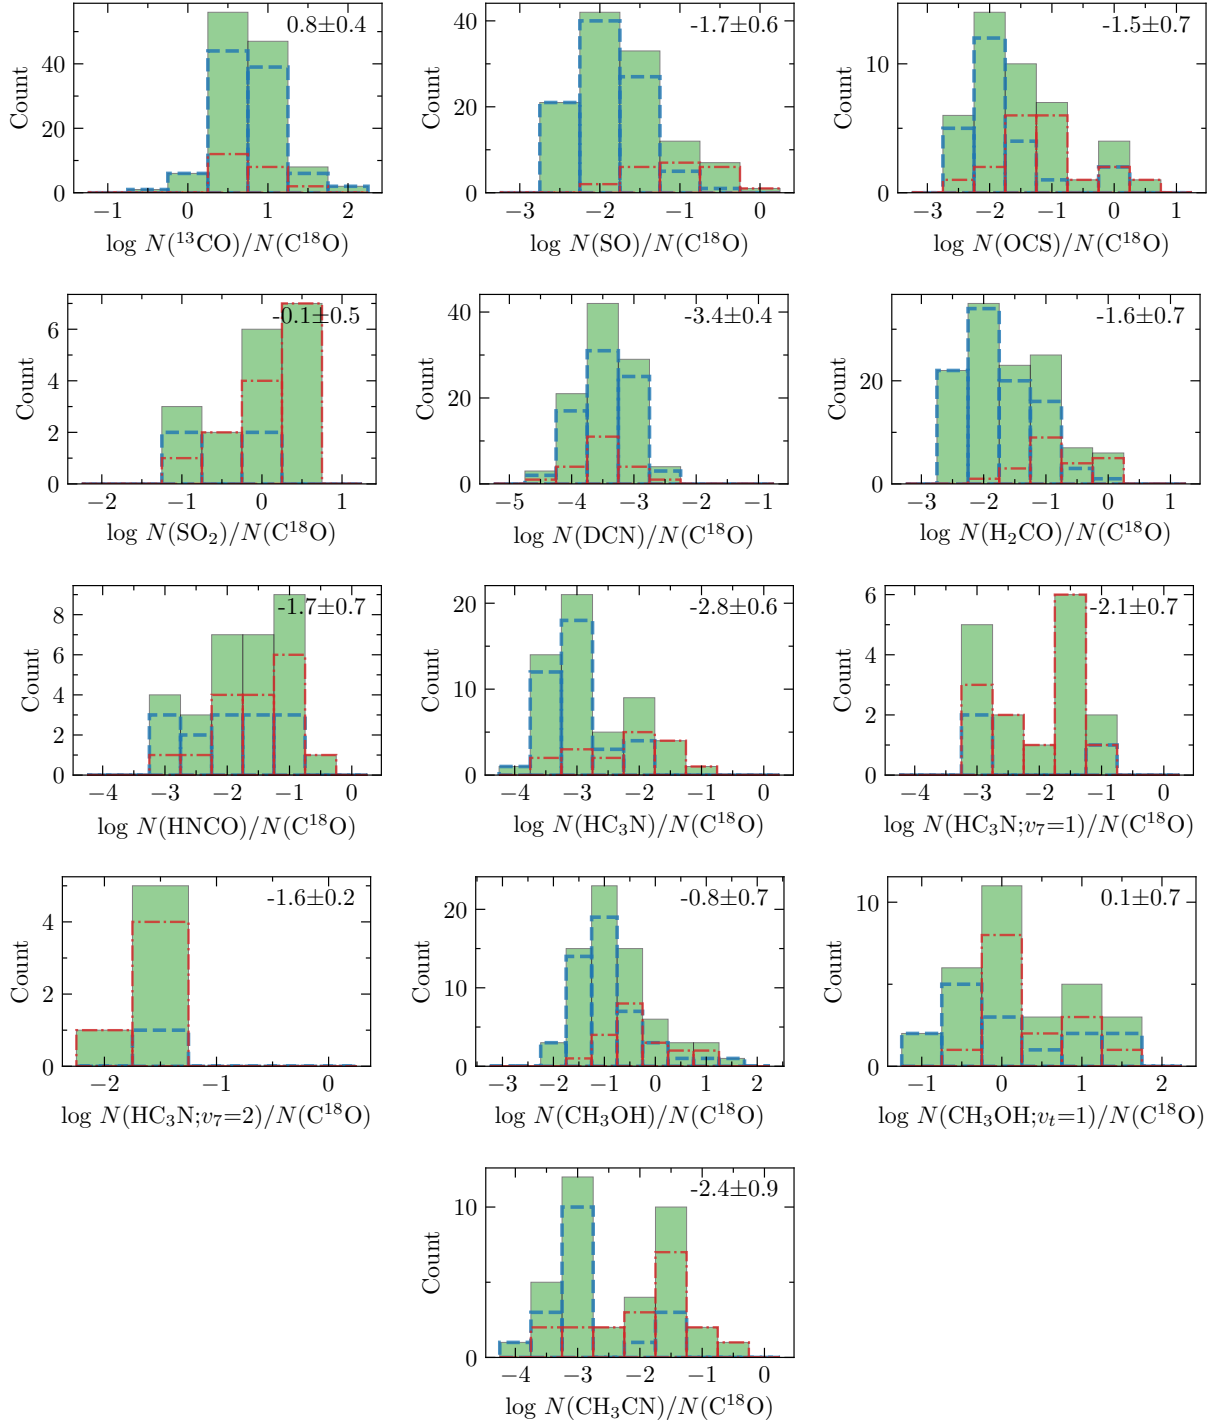 0.8±0.4
Count
0 20 40
−1 0 1 2
log N(¹³CO)/N(C¹⁸O)
-1.7±0.6
Count
0 20 40
−3 −2 −1 0
log N(SO)/N(C¹⁸O)
-1.5±0.7
Count
0 10
−3 −2 −1 0 1
log N(OCS)/N(C¹⁸O)
-0.1±0.5
Count
0 2 4 6
−2 −1 0 1
log N(SO₂)/N(C¹⁸O)
-3.4±0.4
Count
0 20 40
−5 −4 −3 −2 −1
log N(DCN)/N(C¹⁸O)
-1.6±0.7
Count
0 20
−3 −2 −1 0 1
log N(H₂CO)/N(C¹⁸O)
-1.7±0.7
Count
0 2 4 6 8
−4 −3 −2 −1 0
log N(HNCO)/N(C¹⁸O)
-2.8±0.6
Count
0 10 20
−4 −3 −2 −1 0
log N(HC₃N)/N(C¹⁸O)
-2.1±0.7
Count
0 2 4 6
−4 −3 −2 −1 0
log N(HC₃N;v₇=1)/N(C¹⁸O)
-1.6±0.2
Count
0 2 4
−2 −1 0
log N(HC₃N;v₇=2)/N(C¹⁸O)
-0.8±0.7
Count
0 10 20
−3 −2 −1 0 1 2
log N(CH₃OH)/N(C¹⁸O)
0.1±0.7
Count
0 10
−1 0 1 2
log N(CH₃OH;vₜ=1)/N(C¹⁸O)
-2.4±0.9
Count
0 10
−4 −3 −2 −1 0
log N(CH₃CN)/N(C¹⁸O)